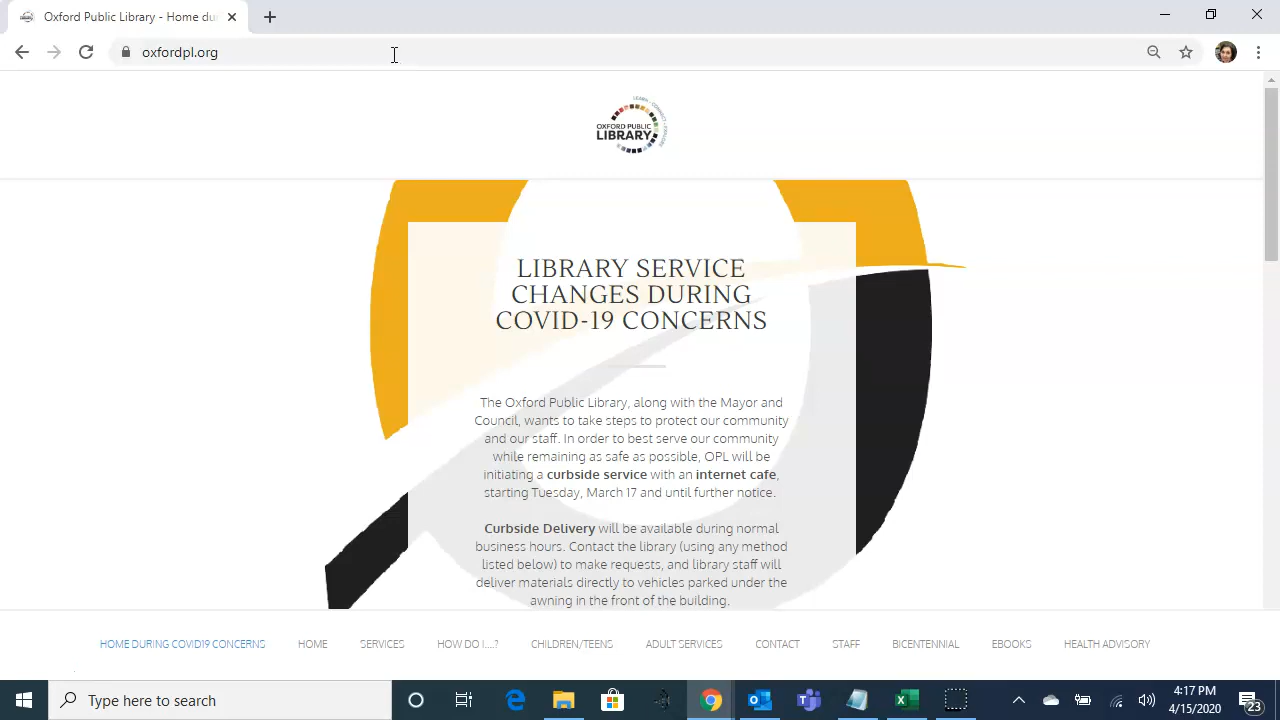 Oxford Public Library - Home du
oxfordpl.org
LEARN • CONNECT • EXPLORE
OXFORD PUBLIC
LIBRARY
LIBRARY SERVICE
CHANGES DURING
COVID-19 CONCERNS
The Oxford Public Library, along with the Mayor and
Council, wants to take steps to protect our community
and our staff. In order to best serve our community
while remaining as safe as possible, OPL will be
initiating a curbside service with an internet cafe,
starting Tuesday, March 17 and until further notice.
Curbside Delivery will be available during normal
business hours. Contact the library (using any method
listed below) to make requests, and library staff will
deliver materials directly to vehicles parked under the
awning in the front of the building.
HOME DURING COVID19 CONCERNS HOME SERVICES HOW DO I....? CHILDREN/TEENS ADULT SERVICES CONTACT STAFF BICENTENNIAL EBOOKS HEALTH ADVISORY
Type here to search
4:17 PM
4/15/2020
23